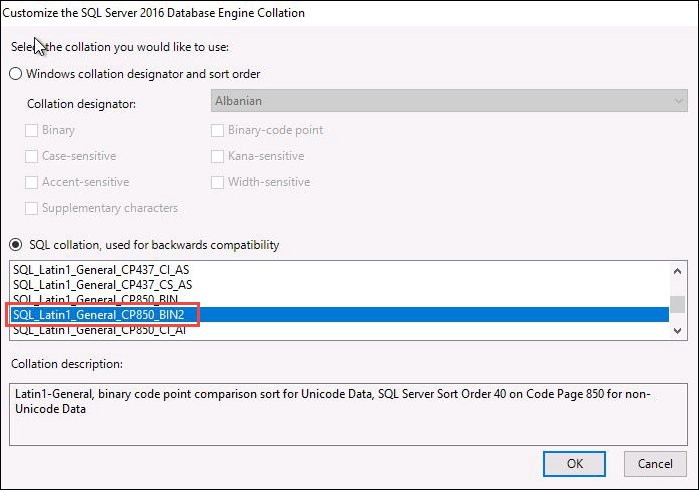 Customize the SQL Server 2016 Database Engine Collation
Select the collation you would like to use:
Windows collation designator and sort order
Collation designator:
Albanian
Binary
Binary-code point
Case-sensitive
Kana-sensitive
Accent-sensitive
Width-sensitive
Supplementary characters
SQL collation, used for backwards compatibility
SQL_Latin1_General_CP437_CI_AS
SQL_Latin1_General_CP437_CS_AS
SQL_Latin1_General_CP850_BIN
SQL_Latin1_General_CP850_BIN2
SQL_Latin1_General_CP850_CI_AI
Collation description:
Latin1-General, binary code point comparison sort for Unicode Data, SQL Server Sort Order 40 on Code Page 850 for non-
Unicode Data
OK
Cancel